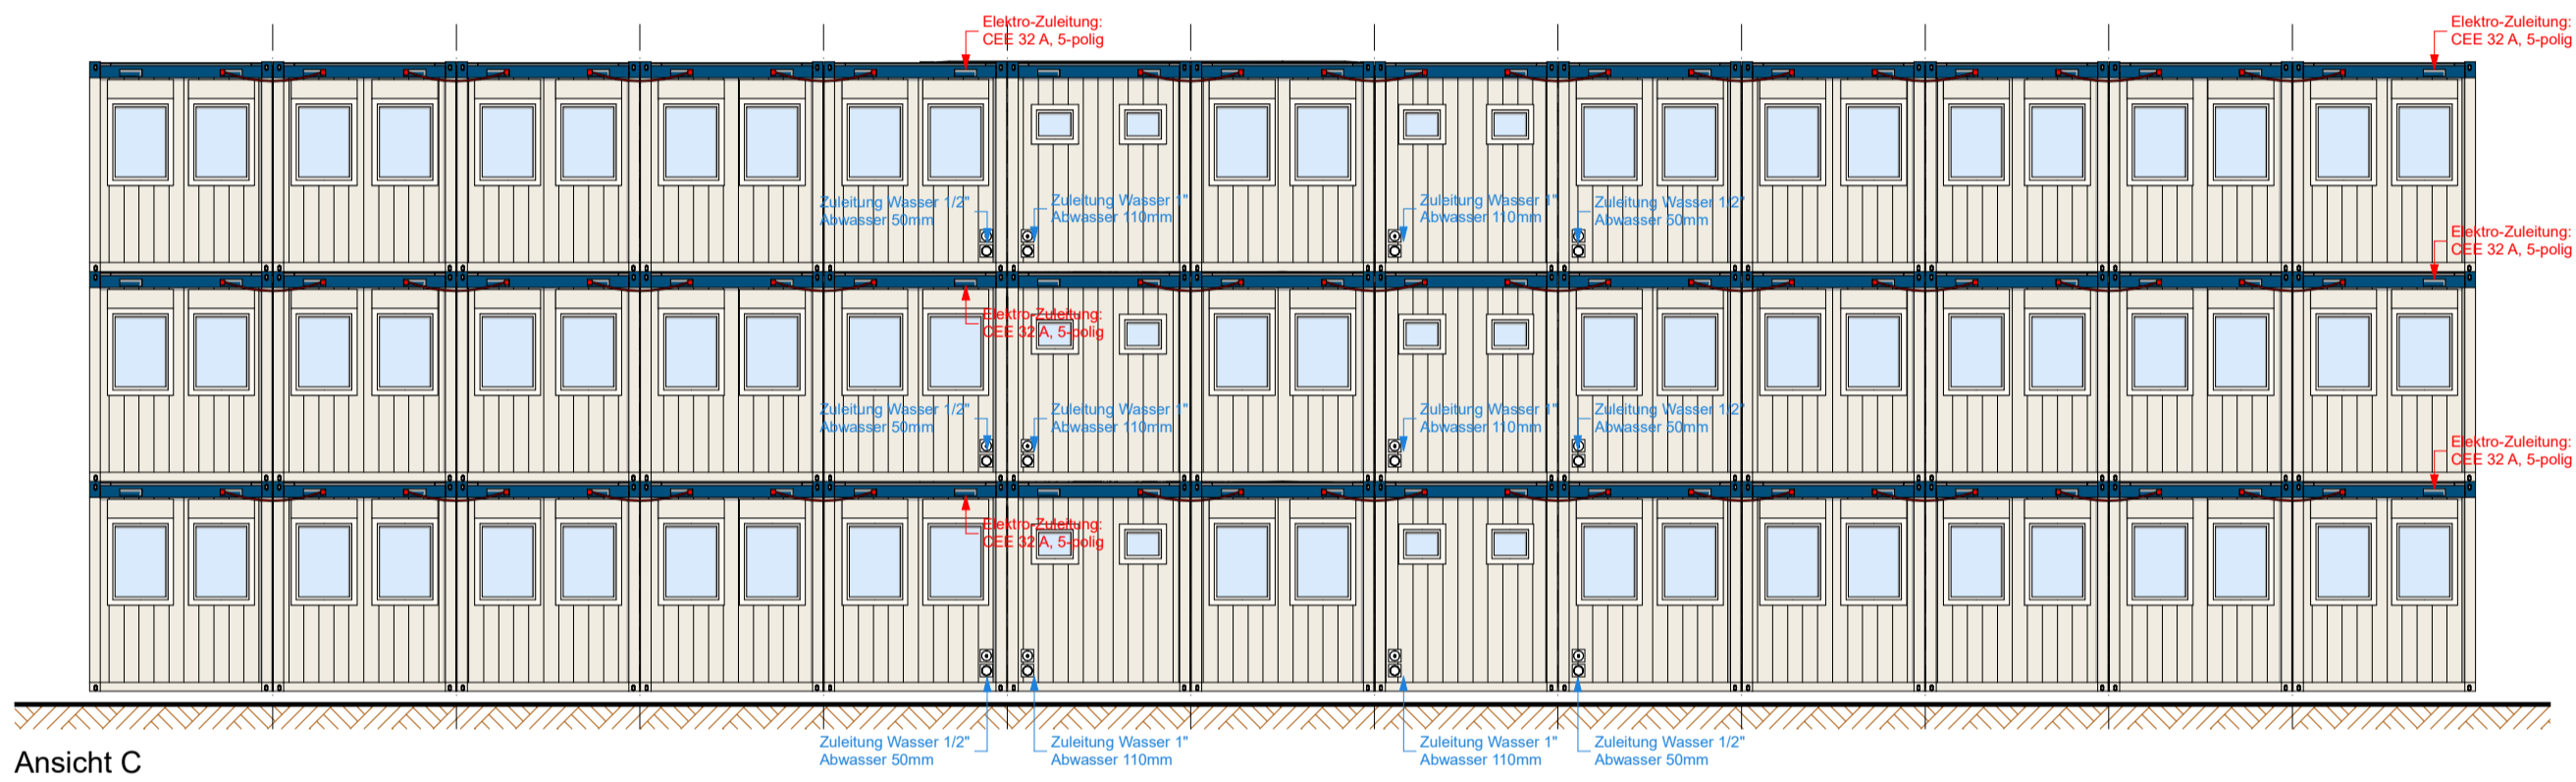 Elektro-Zuleitung:
CEE 32 A, 5-polig
Elektro-Zuleitung:
CEE 32 A, 5-polig
Zuleitung Wasser 1/2"
Abwasser 50mm
Zuleitung Wasser 1"
Abwasser 110mm
Zuleitung Wasser 1"
Abwasser 110mm
Zuleitung Wasser 1/2"
Abwasser 50mm
Elektro-Zuleitung:
CEE 32 A, 5-polig
Elektro-Zuleitung:
CEE 32 A, 5-polig
Zuleitung Wasser 1/2"
Abwasser 50mm
Zuleitung Wasser 1"
Abwasser 110mm
Zuleitung Wasser 1"
Abwasser 110mm
Zuleitung Wasser 1/2"
Abwasser 50mm
Elektro-Zuleitung:
CEE 32 A, 5-polig
Elektro-Zuleitung:
CEE 32 A, 5-polig
Zuleitung Wasser 1/2"
Abwasser 50mm
Zuleitung Wasser 1"
Abwasser 110mm
Zuleitung Wasser 1"
Abwasser 110mm
Zuleitung Wasser 1/2"
Abwasser 50mm
Ansicht C